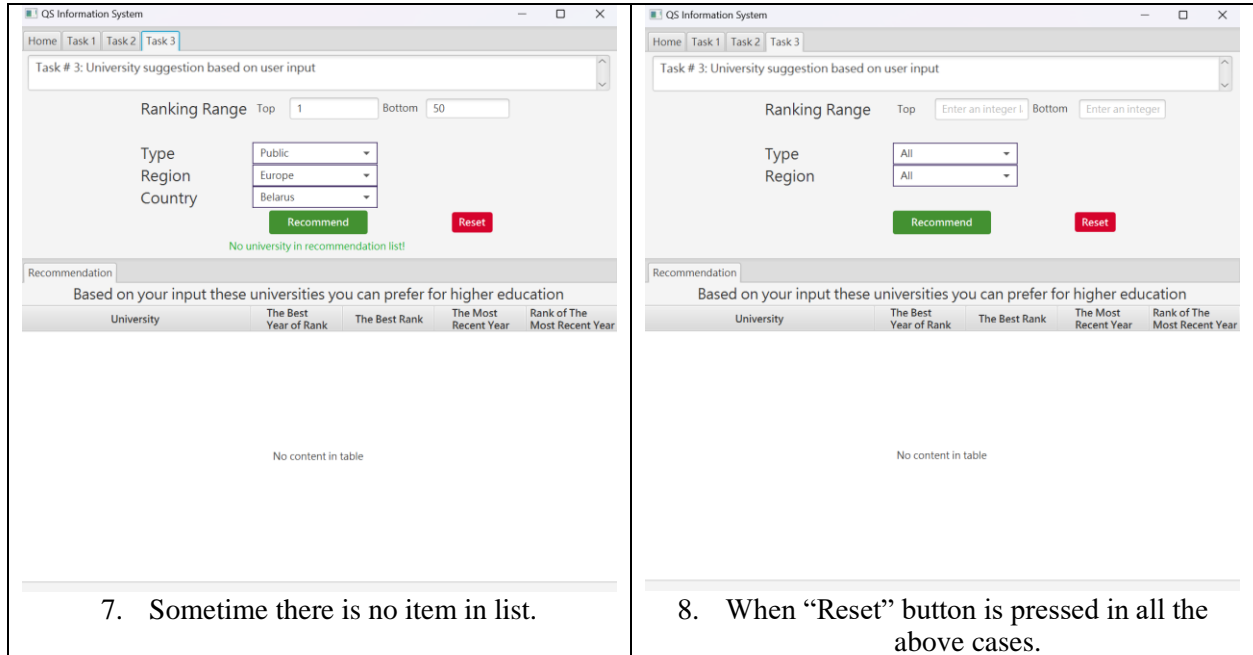 QS Information System
Home Task 1 Task 2 Task 3
Task # 3: University suggestion based on user input
Ranking Range Top 1 Bottom 50
Type Public
Region Europe
Country Belarus
Recommend Reset
No university in recommendation list!
Recommendation
Based on your input these universities you can prefer for higher education
University The Best Year of Rank The Best Rank The Most Recent Year Rank of The Most Recent Year
No content in table
7. Sometime there is no item in list.
QS Information System
Home Task 1 Task 2 Task 3
Task # 3: University suggestion based on user input
Ranking Range Top Enter an integer Bottom Enter an integer
Type All
Region All
Recommend Reset
Recommendation
Based on your input these universities you can prefer for higher education
University The Best Year of Rank The Best Rank The Most Recent Year Rank of The Most Recent Year
No content in table
8. When “Reset” button is pressed in all the
above cases.